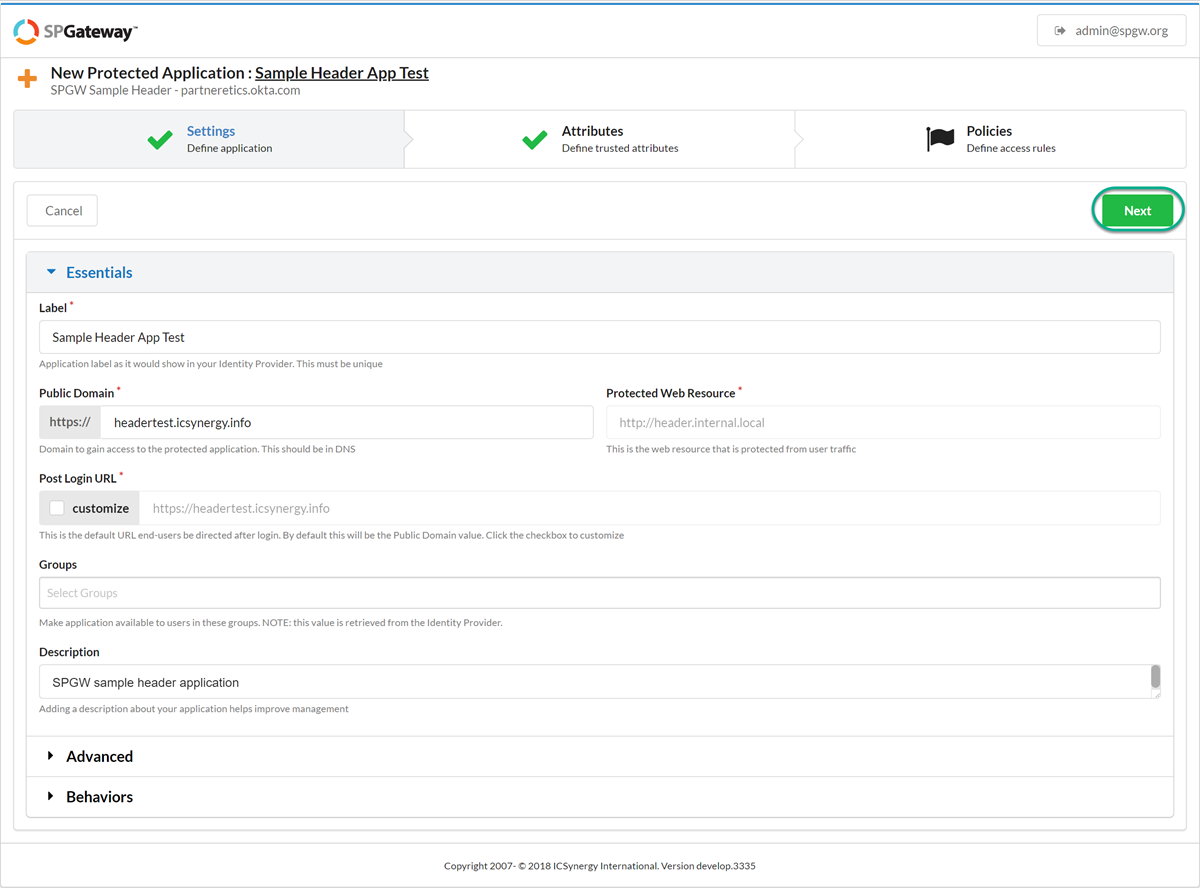 SPGateway™
admin@spgw.org
New Protected Application : Sample Header App Test
SPGW Sample Header - partneretics.okta.com
Settings
Define application
Attributes
Define trusted attributes
Policies
Define access rules
Cancel
Next
Essentials
Label *
Sample Header App Test
Application label as it would show in your Identity Provider. This must be unique
Public Domain *
Protected Web Resource *
https:// headertest.icsynergy.info
http://header.internal.local
Domain to gain access to the protected application. This should be in DNS
This is the web resource that is protected from user traffic
Post Login URL *
customize https://headertest.icsynergy.info
This is the default URL end-users be directed after login. By default this will be the Public Domain value. Click the checkbox to customize
Groups
Select Groups
Make application available to users in these groups. NOTE: this value is retrieved from the Identity Provider.
Description
SPGW sample header application
Adding a description about your application helps improve management
Advanced
Behaviors
Copyright 2007- © 2018 ICSynergy International. Version develop.3335